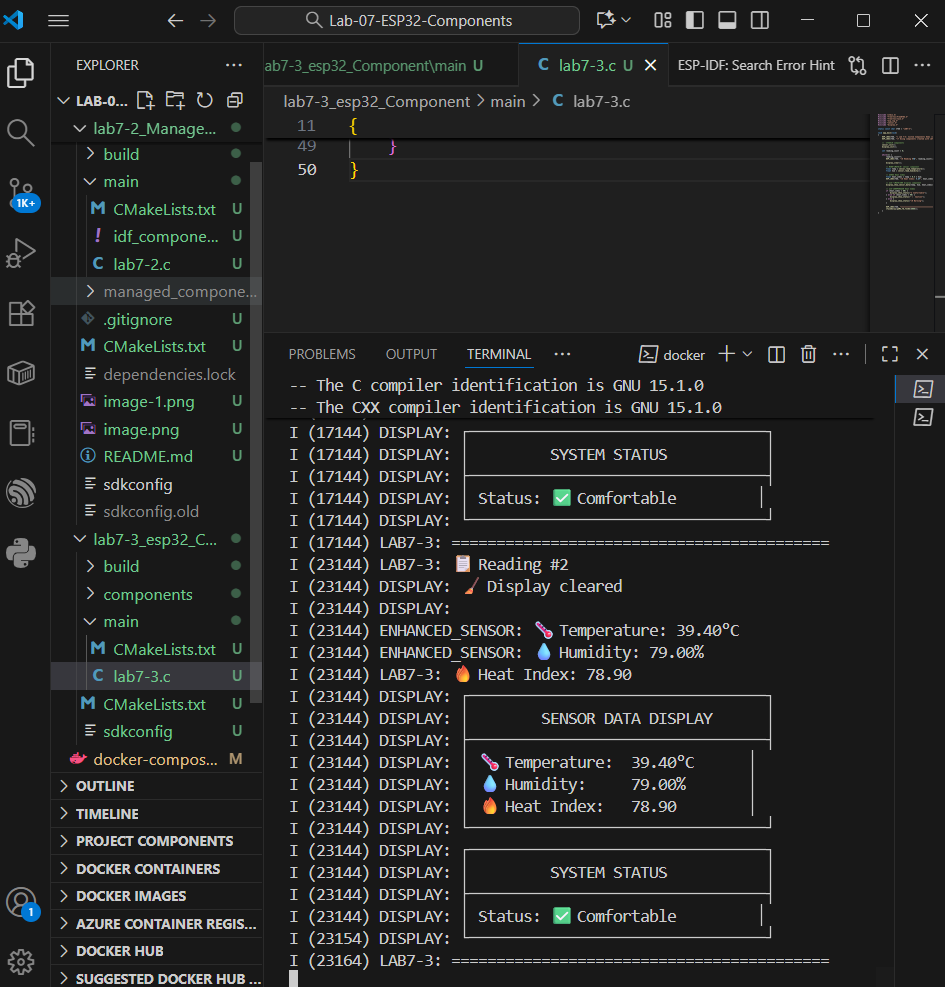 Lab-07-ESP32-Components
EXPLORER
LAB-0...
lab7-2_Manage...
build
main
CMakeLists.txt U
idf_compone... U
lab7-2.c U
managed_compone...
.gitignore U
CMakeLists.txt U
dependencies.lock
image-1.png U
image.png U
README.md U
sdkconfig
sdkconfig.old
lab7-3_esp32_C...
build
components
main
CMakeLists.txt U
lab7-3.c U
CMakeLists.txt U
sdkconfig U
docker-compos... M
OUTLINE
TIMELINE
PROJECT COMPONENTS
DOCKER CONTAINERS
DOCKER IMAGES
AZURE CONTAINER REGIS...
DOCKER HUB
SUGGESTED DOCKER HUB ...
1K+
1
ab7-3_esp32_Component\main U
C lab7-3.c U
ESP-IDF: Search Error Hint
lab7-3_esp32_Component > main > C lab7-3.c
11 {
49 }
50 }
PROBLEMS OUTPUT TERMINAL
docker
-- The C compiler identification is GNU 15.1.0
-- The CXX compiler identification is GNU 15.1.0
I (17144) DISPLAY:
I (17144) DISPLAY: SYSTEM STATUS
I (17144) DISPLAY:
I (17144) DISPLAY: Status: ✅ Comfortable
I (17144) DISPLAY:
I (17144) LAB7-3: ==========================================
I (23144) LAB7-3: 📋 Reading #2
I (23144) DISPLAY: 🧹 Display cleared
I (23144) DISPLAY:
I (23144) ENHANCED_SENSOR: 🌡️ Temperature: 39.40°C
I (23144) ENHANCED_SENSOR: 💧 Humidity: 79.00%
I (23144) LAB7-3: 🔥 Heat Index: 78.90
I (23144) DISPLAY:
I (23144) DISPLAY: SENSOR DATA DISPLAY
I (23144) DISPLAY:
I (23144) DISPLAY: 🌡️ Temperature: 39.40°C
I (23144) DISPLAY: 💧 Humidity: 79.00%
I (23144) DISPLAY: 🔥 Heat Index: 78.90
I (23144) DISPLAY:
I (23144) DISPLAY:
I (23144) DISPLAY: SYSTEM STATUS
I (23144) DISPLAY:
I (23144) DISPLAY: Status: ✅ Comfortable
I (23154) DISPLAY:
I (23164) LAB7-3: ==========================================